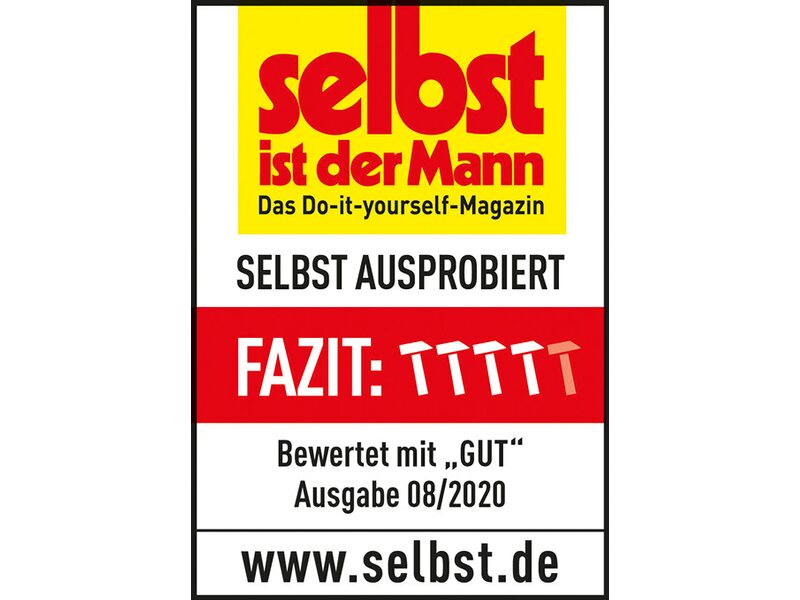 selbst
ist der Mann
Das Do-it-yourself-Magazin
SELBST AUSPROBIERT
FAZIT:
Bewertet mit „GUT“
Ausgabe 08/2020
www.selbst.de